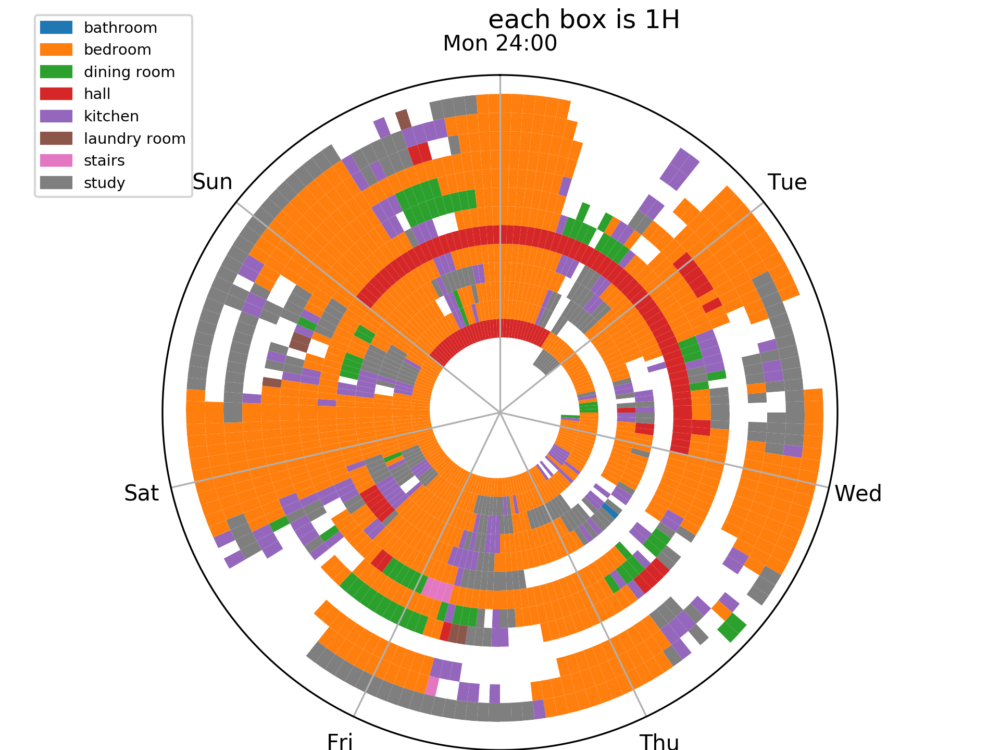 each box is 1H
Mon 24:00
bathroom
bedroom
dining room
hall
kitchen
laundry room
stairs
study
Sun
Tue
Sat
Wed
Fri
Thu